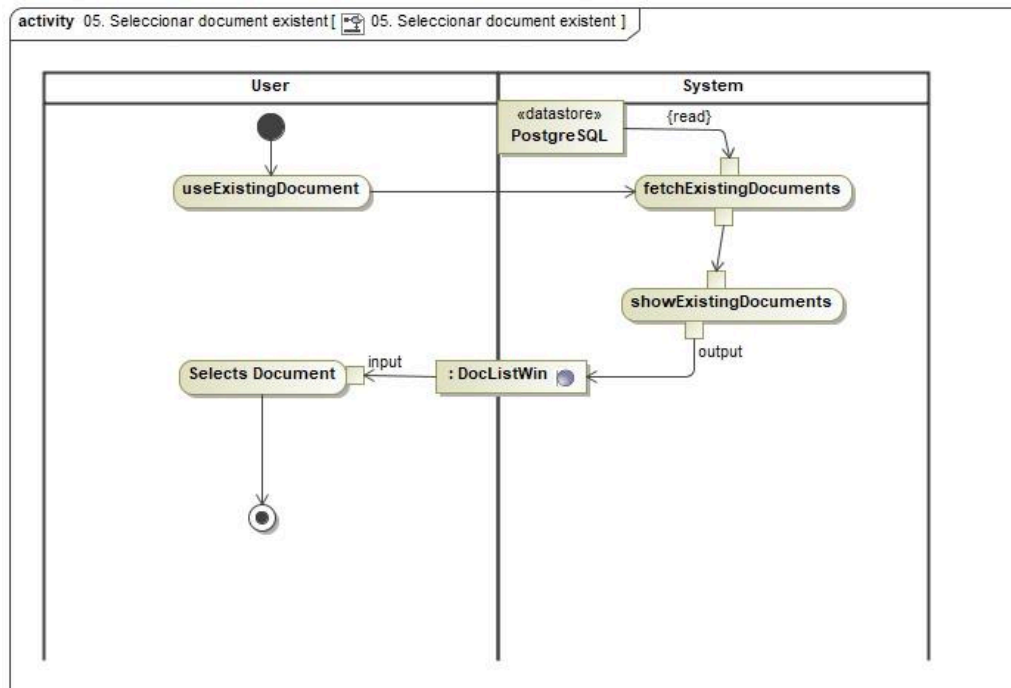 activity 05. Seleccionar document existent [ 05. Seleccionar document existent ]
User
System
«datastore»
PostgreSQL
{read}
useExistingDocument
fetchExistingDocuments
showExistingDocuments
output
input
Selects Document
: DocListWin